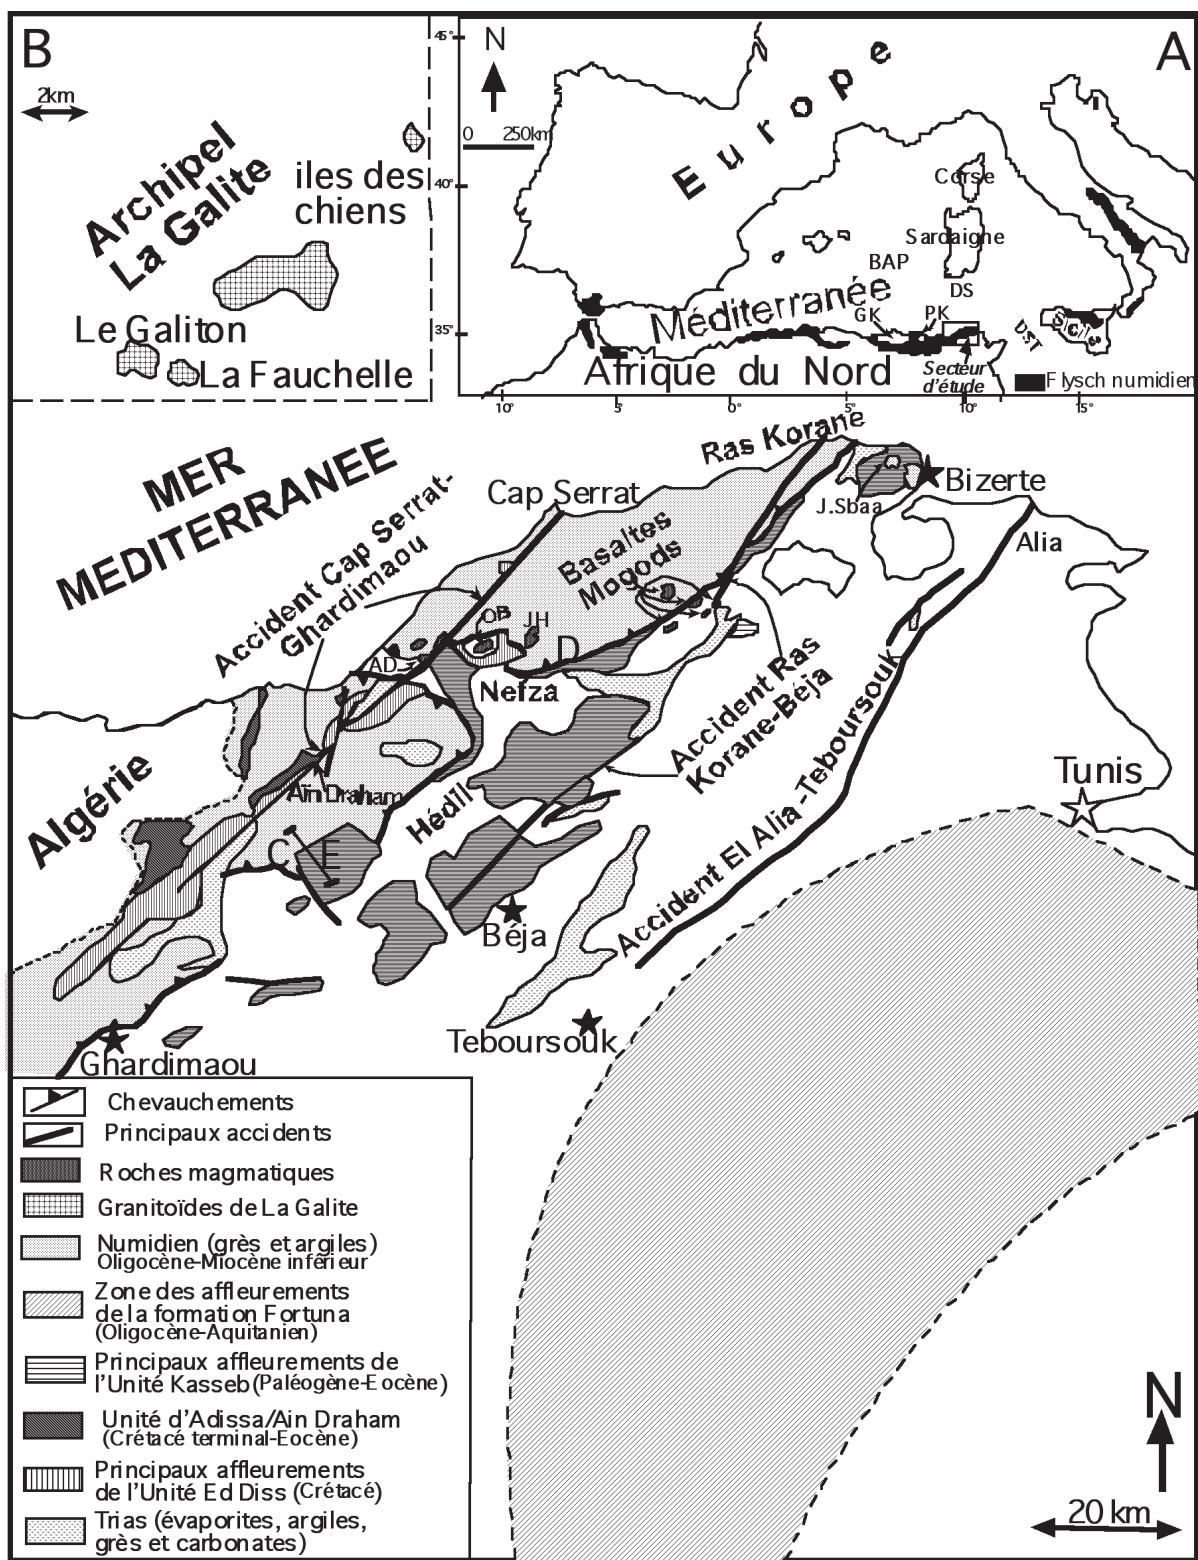 B
2km
Archipel
La Galite
iles des
chiens
Le Galiton
La Fauchelle
A
N
45°
40°
35°
0 250km
Europe
Corse
Sardaigne
BAP
DS
Méditerranée
GK
PK
DST
Sicile
Afrique du Nord
Secteur
d'étude
Flysch numidien
10°
5°
0°
5°
10°
15°
MER
MEDITERRANEE
Ras Korane
Cap Serrat
Bizerte
J.Sbaa
Alia
Basaltes
Mogods
Accident Cap Serrat-
Ghardimaou
OB
JH
AD
D
Nefza
Accident Ras
Korane-Béja
Algérie
Aïn Draham
Hédil
C
E
Accident El Alia -Teboursouk
Tunis
Béja
Teboursouk
Ghardimaou
Chevauchements
Principaux accidents
Roches magmatiques
Granitoïdes de La Galite
Numidien (grès et argiles)
Oligocène-Miocène inférieur
Zone des affleurements
de la formation Fortuna
(Oligocène-Aquitanien)
Principaux affleurements de
l'Unité Kasseb (Paléogène-Eocène)
Unité d'Adissa/Ain Draham
(Crétacé terminal-Eocène)
Principaux affleurements
de l'Unité Ed Diss (Crétacé)
Trias (évaporites, argiles,
grès et carbonates)
N
20 km